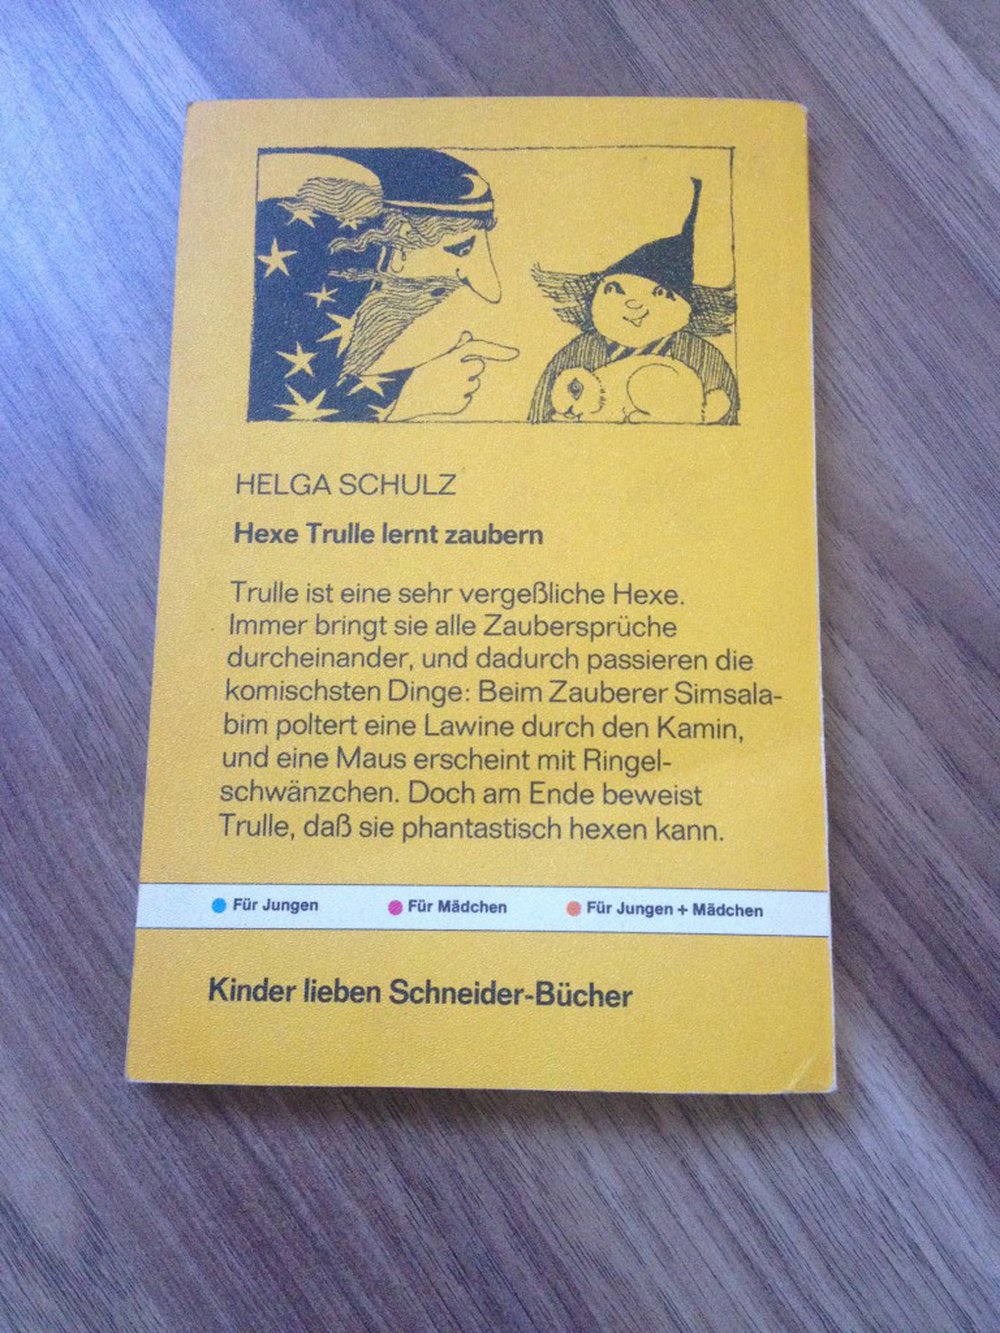 HELGA SCHULZ
Hexe Trulle lernt zaubern
Trulle ist eine sehr vergeßliche Hexe.
Immer bringt sie alle Zaubersprüche
durcheinander, und dadurch passieren die
komischsten Dinge: Beim Zauberer Simsala-
bim poltert eine Lawine durch den Kamin,
und eine Maus erscheint mit Ringel-
schwänzchen. Doch am Ende beweist
Trulle, daß sie phantastisch hexen kann.
Für Jungen Für Mädchen Für Jungen + Mädchen
Kinder lieben Schneider-Bücher